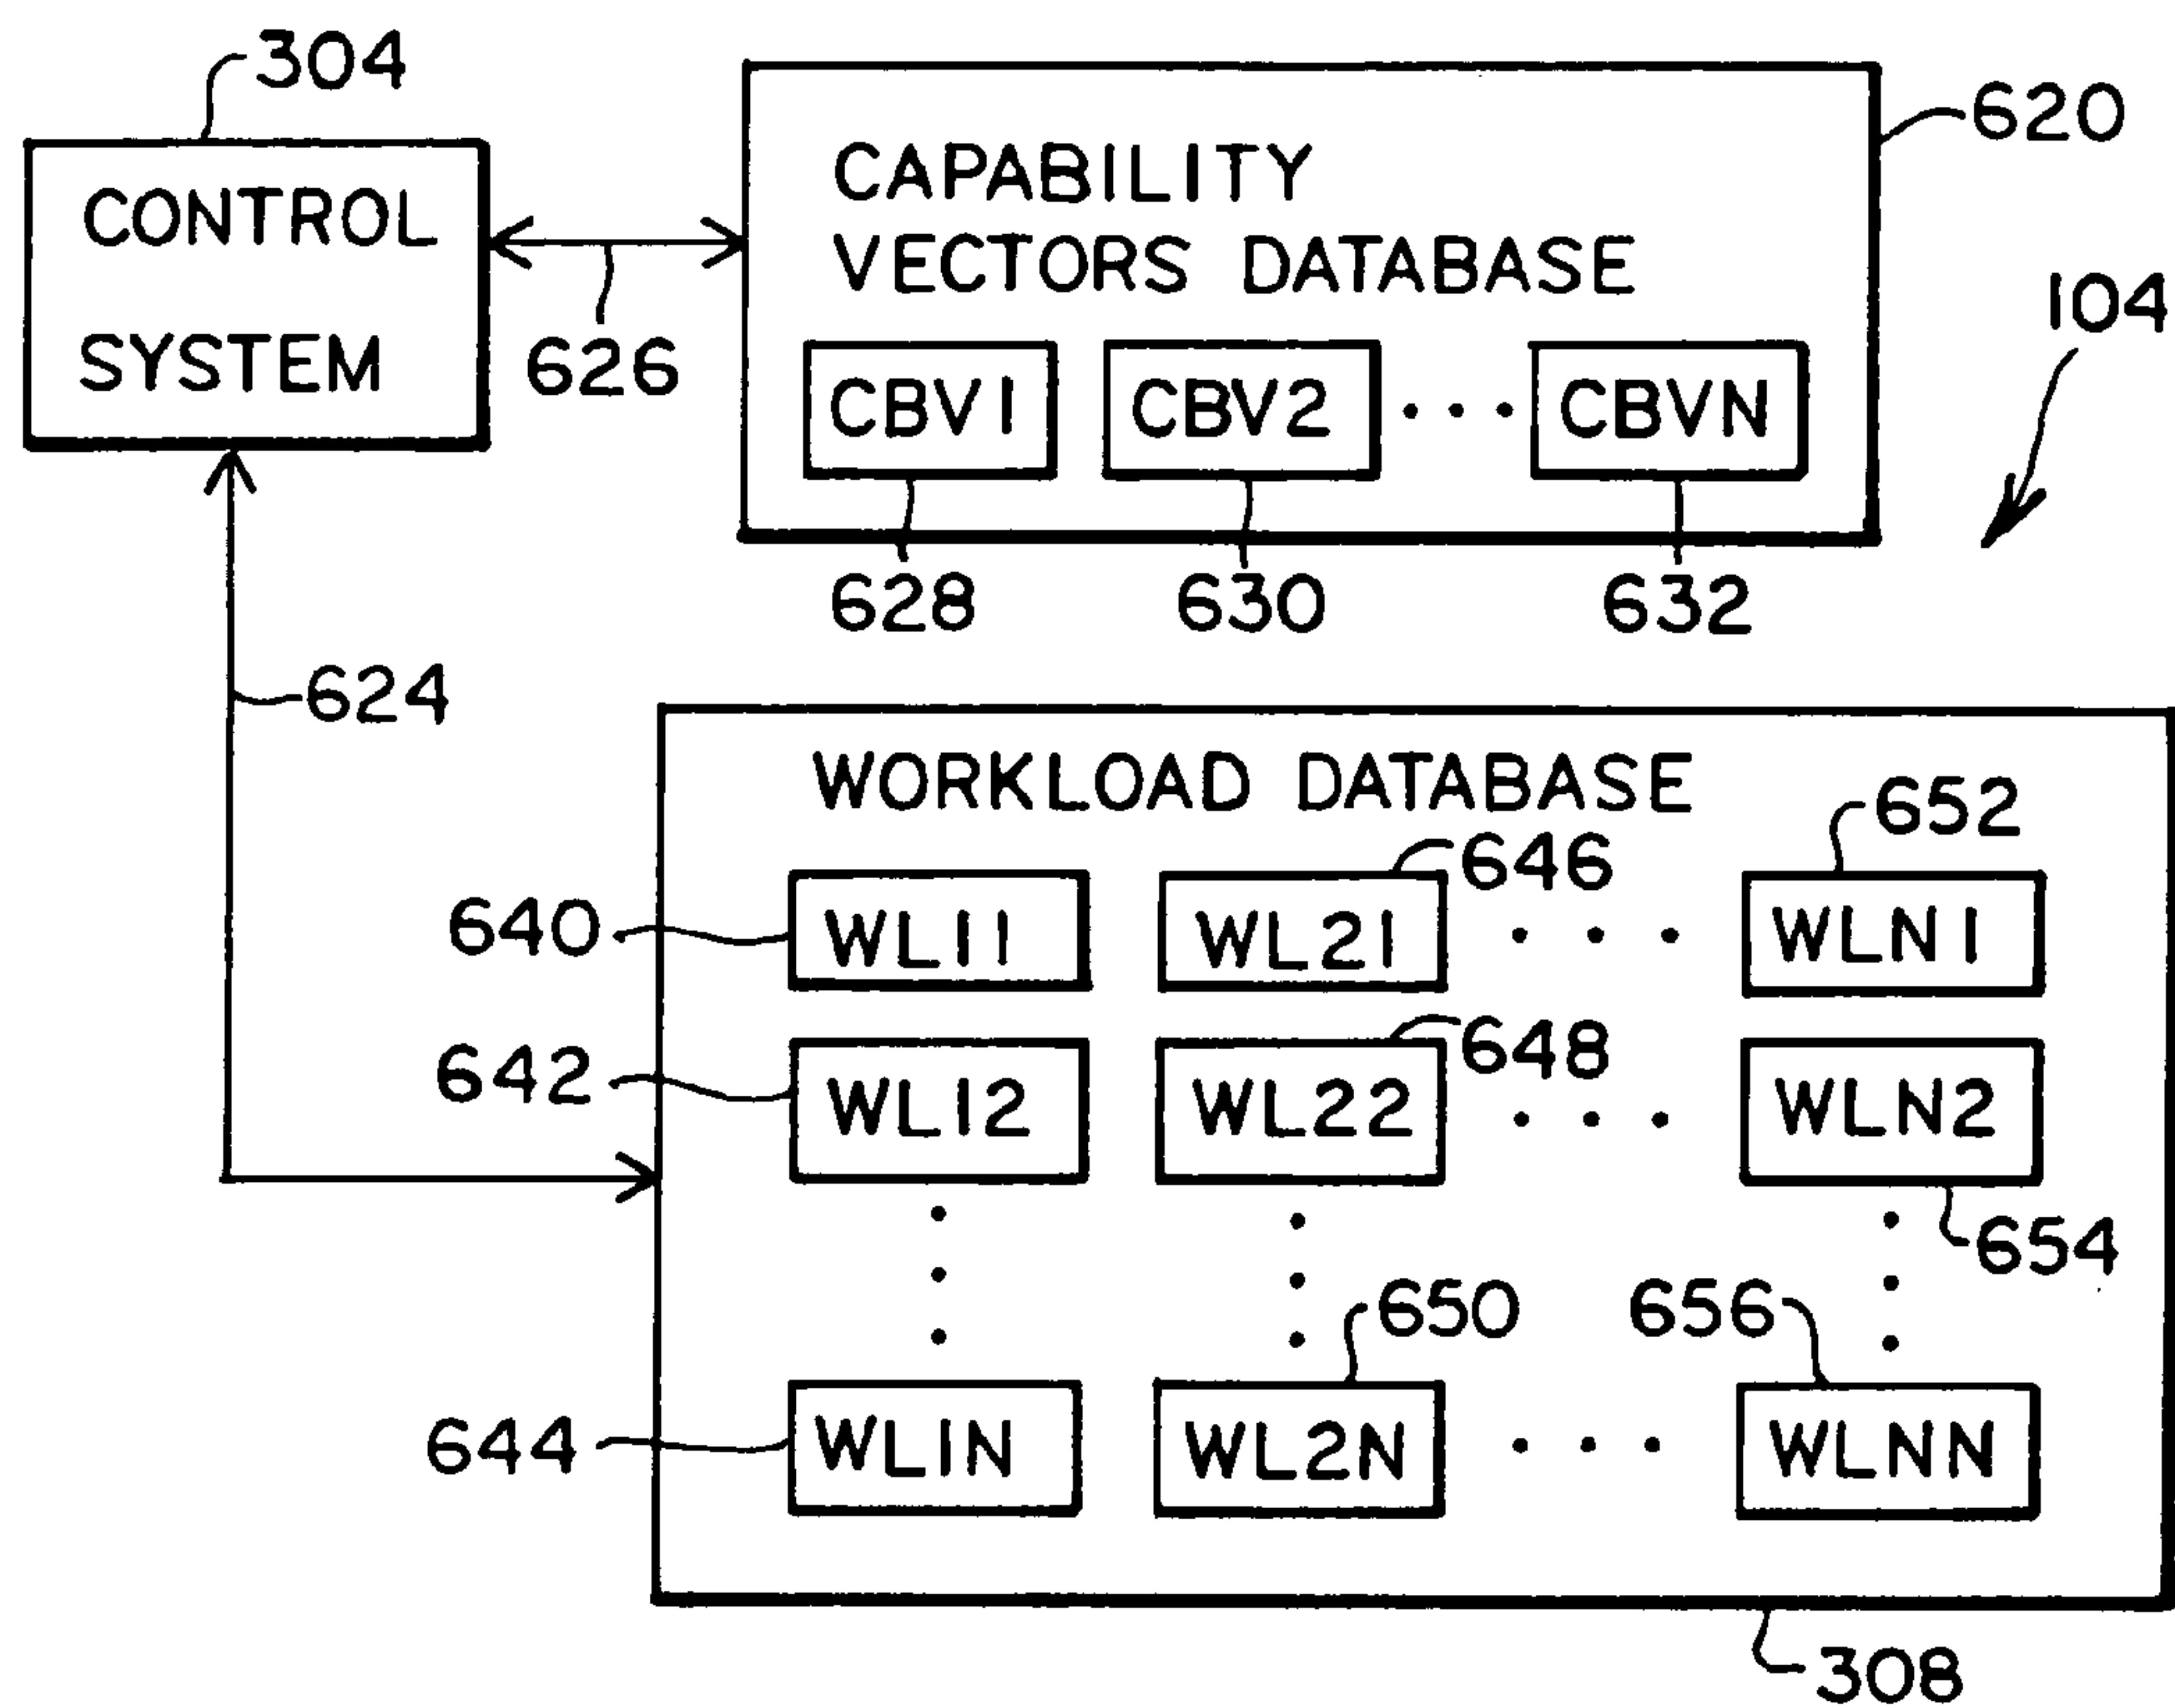 304
CONTROL
SYSTEM
626
620
CAPABILITY
VECTORS DATABASE
CBV1 CBV2 ... CBVN
628 630 632
104
624
WORKLOAD DATABASE
652
646
640 WL11 WL21 . . . WLN1
648
642 WL12 WL22 . . . WLN2
654
650 656
644 WL1N WL2N . . . WLNN
308